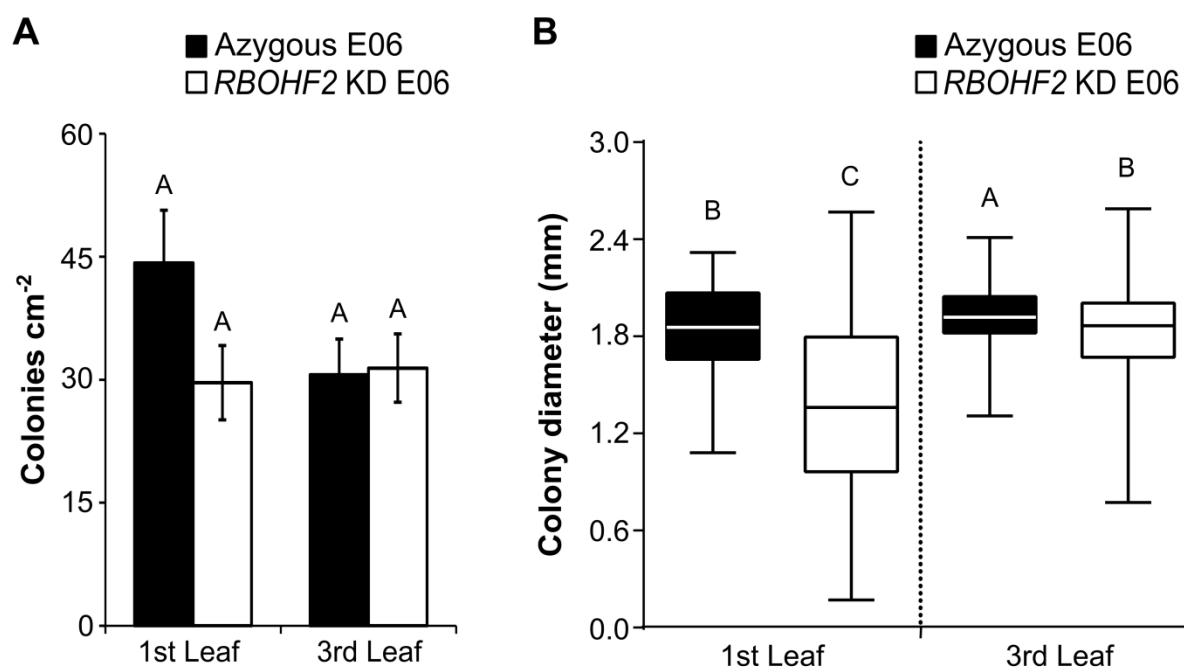 A
Azygous E06
RBOHF2 KD E06
60
45
30
15
0
Colonies cm⁻²
A
A
A
A
1st Leaf
3rd Leaf
B
Azygous E06
RBOHF2 KD E06
3.0
2.4
1.8
1.2
0.6
0.0
Colony diameter (mm)
B
C
A
B
1st Leaf
3rd Leaf